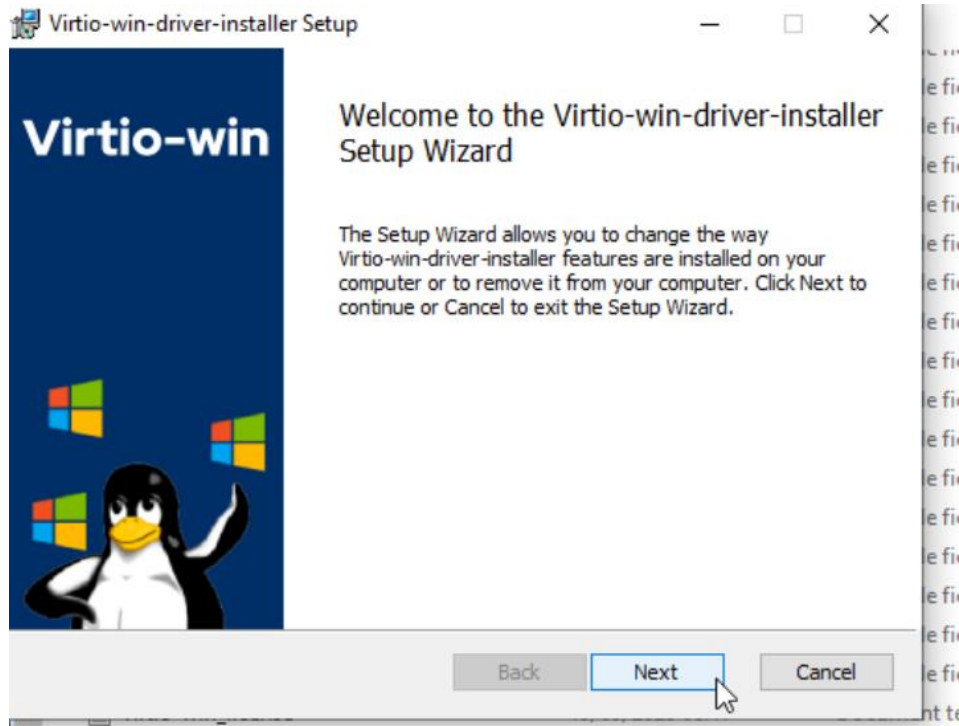 Virtio-win-driver-installer Setup
Virtio-win
Welcome to the Virtio-win-driver-installer
Setup Wizard
The Setup Wizard allows you to change the way
Virtio-win-driver-installer features are installed on your
computer or to remove it from your computer. Click Next to
continue or Cancel to exit the Setup Wizard.
Back
Next
Cancel